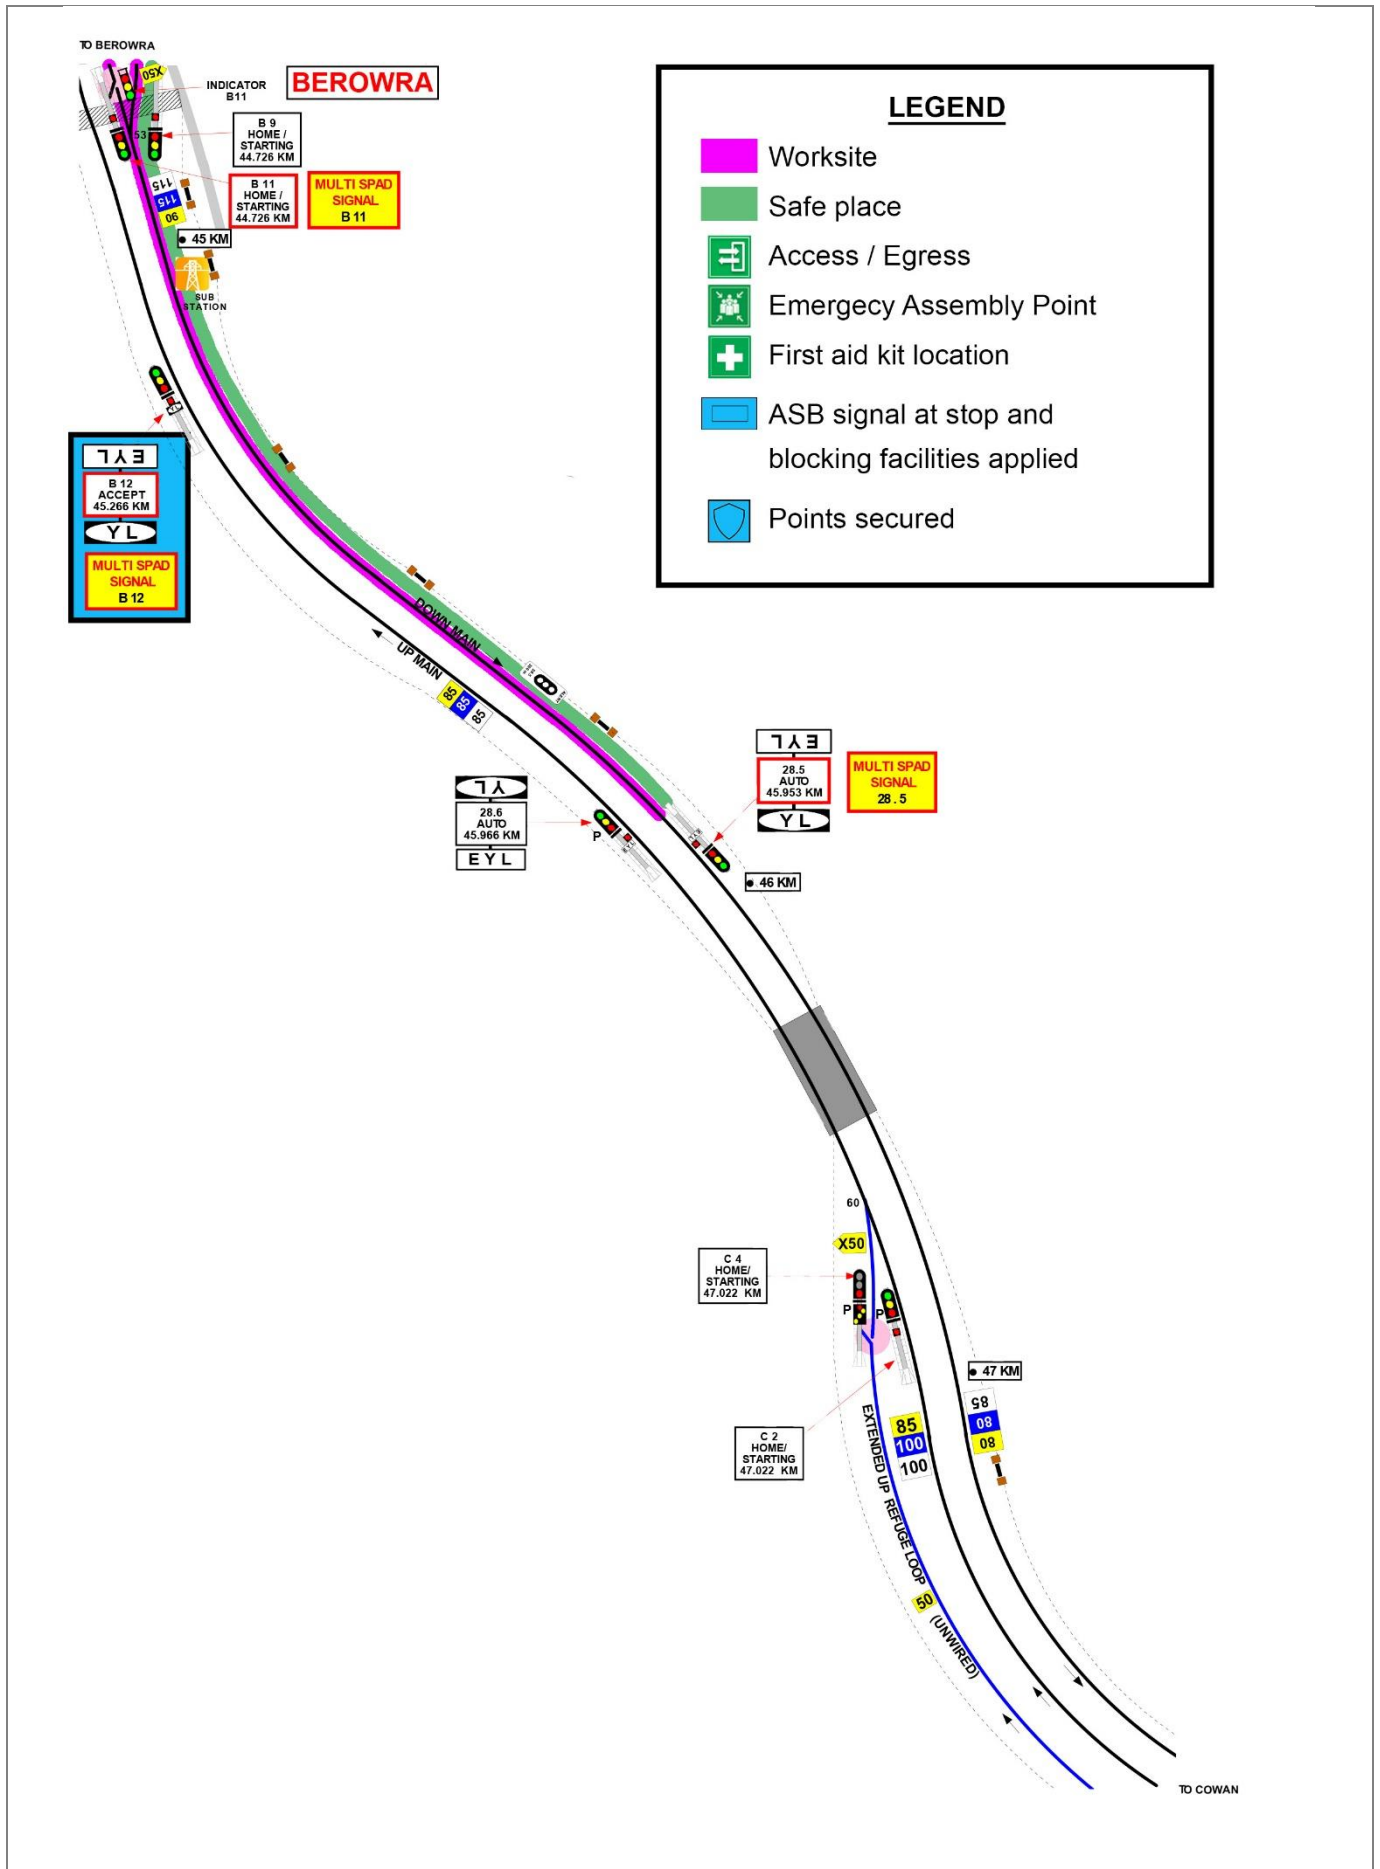 TO BEROWRA
X50
INDICATOR
B11
BEROWRA
53
B 9
HOME /
STARTING
44.726 KM
B 11
HOME /
STARTING
44.726 KM
MULTI SPAD
SIGNAL
B 11
115
115
90
45 KM
SUB
STATION
Y L
E Y L
B 12
ACCEPT
45.266 KM
Y L
MULTI SPAD
SIGNAL
B 12
LEGEND
Worksite
Safe place
Access / Egress
Emergecy Assembly Point
First aid kit location
ASB signal at stop and
blocking facilities applied
Points secured
DOWN MAIN
UP MAIN
85
85
85
E Y L
28.5
AUTO
45.953 KM
Y L
MULTI SPAD
SIGNAL
28 . 5
Y L
28.6
AUTO
45.966 KM
E Y L
P
46 KM
60
X50
C 4
HOME/
STARTING
47.022 KM
P
P
47 KM
85
80
80
C 2
HOME/
STARTING
47.022 KM
85
100
100
EXTENDED UP REFUGE LOOP
50
(UNWIRED)
TO COWAN